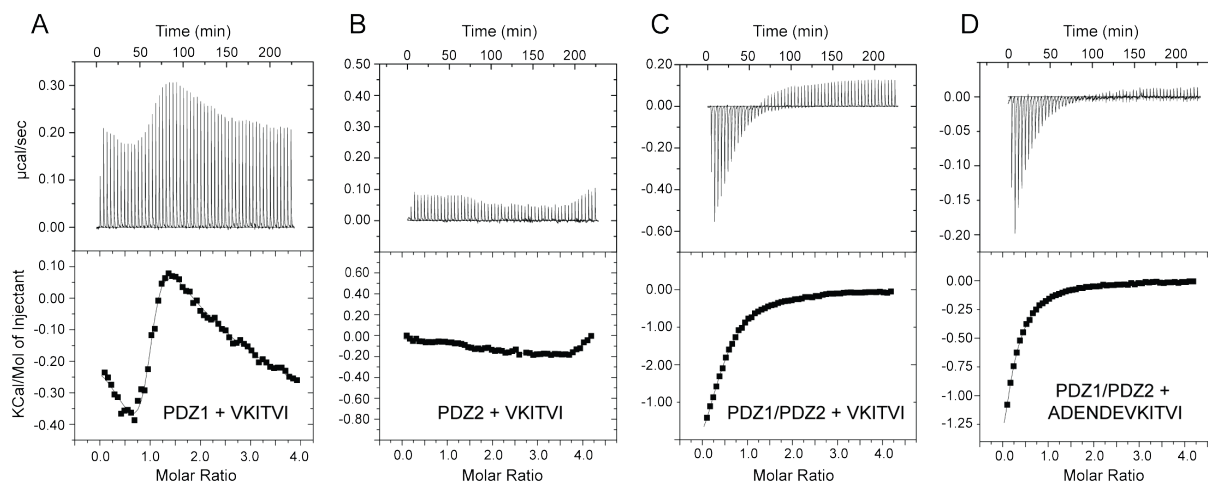 A
Time (min)
0 50 100 150 200
0.30
0.20
0.10
0.00
µcal/sec
0.10
0.00
-0.10
-0.20
-0.30
-0.40
KCal/Mol of Injectant
PDZ1 + VKITVI
0.0 1.0 2.0 3.0 4.0
Molar Ratio
B
Time (min)
0 50 100 150 200
0.50
0.40
0.30
0.20
0.10
0.00
0.60
0.40
0.20
0.00
-0.20
-0.40
-0.60
-0.80
PDZ2 + VKITVI
0.0 1.0 2.0 3.0 4.0
Molar Ratio
C
Time (min)
0 50 100 150 200
0.20
0.00
-0.20
-0.40
-0.60
0.00
-1.00
-2.00
1.00
PDZ1/PDZ2 + VKITVI
0.0 1.0 2.0 3.0 4.0
Molar Ratio
D
Time (min)
0 50 100 150 200
0.00
-0.05
-0.10
-0.15
-0.20
0.00
-0.25
-0.50
-0.75
-1.00
-1.25
PDZ1/PDZ2 +
ADENDEVKITVI
0.0 1.0 2.0 3.0 4.0
Molar Ratio